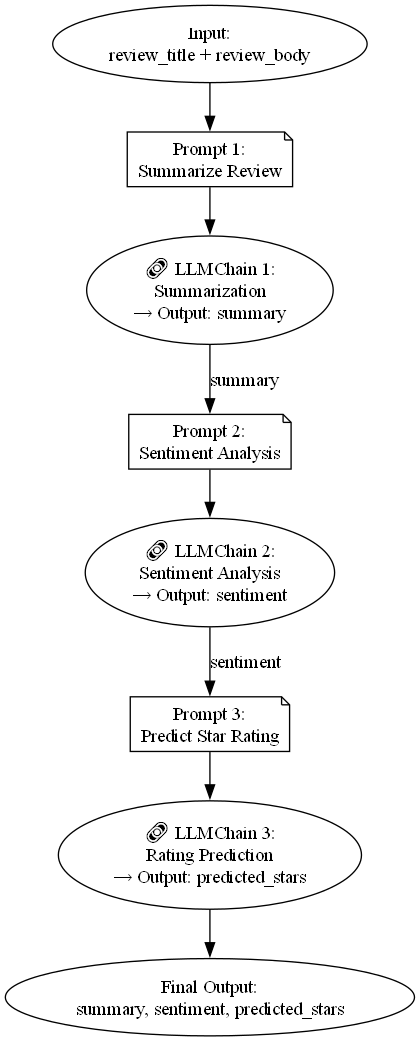 Input:
review_title + review_body
Prompt 1:
Summarize Review
🔗 LLMChain 1:
Summarization
→ Output: summary
summary
Prompt 2:
Sentiment Analysis
🔗 LLMChain 2:
Sentiment Analysis
→ Output: sentiment
sentiment
Prompt 3:
Predict Star Rating
🔗 LLMChain 3:
Rating Prediction
→ Output: predicted_stars
Final Output:
summary, sentiment, predicted_stars